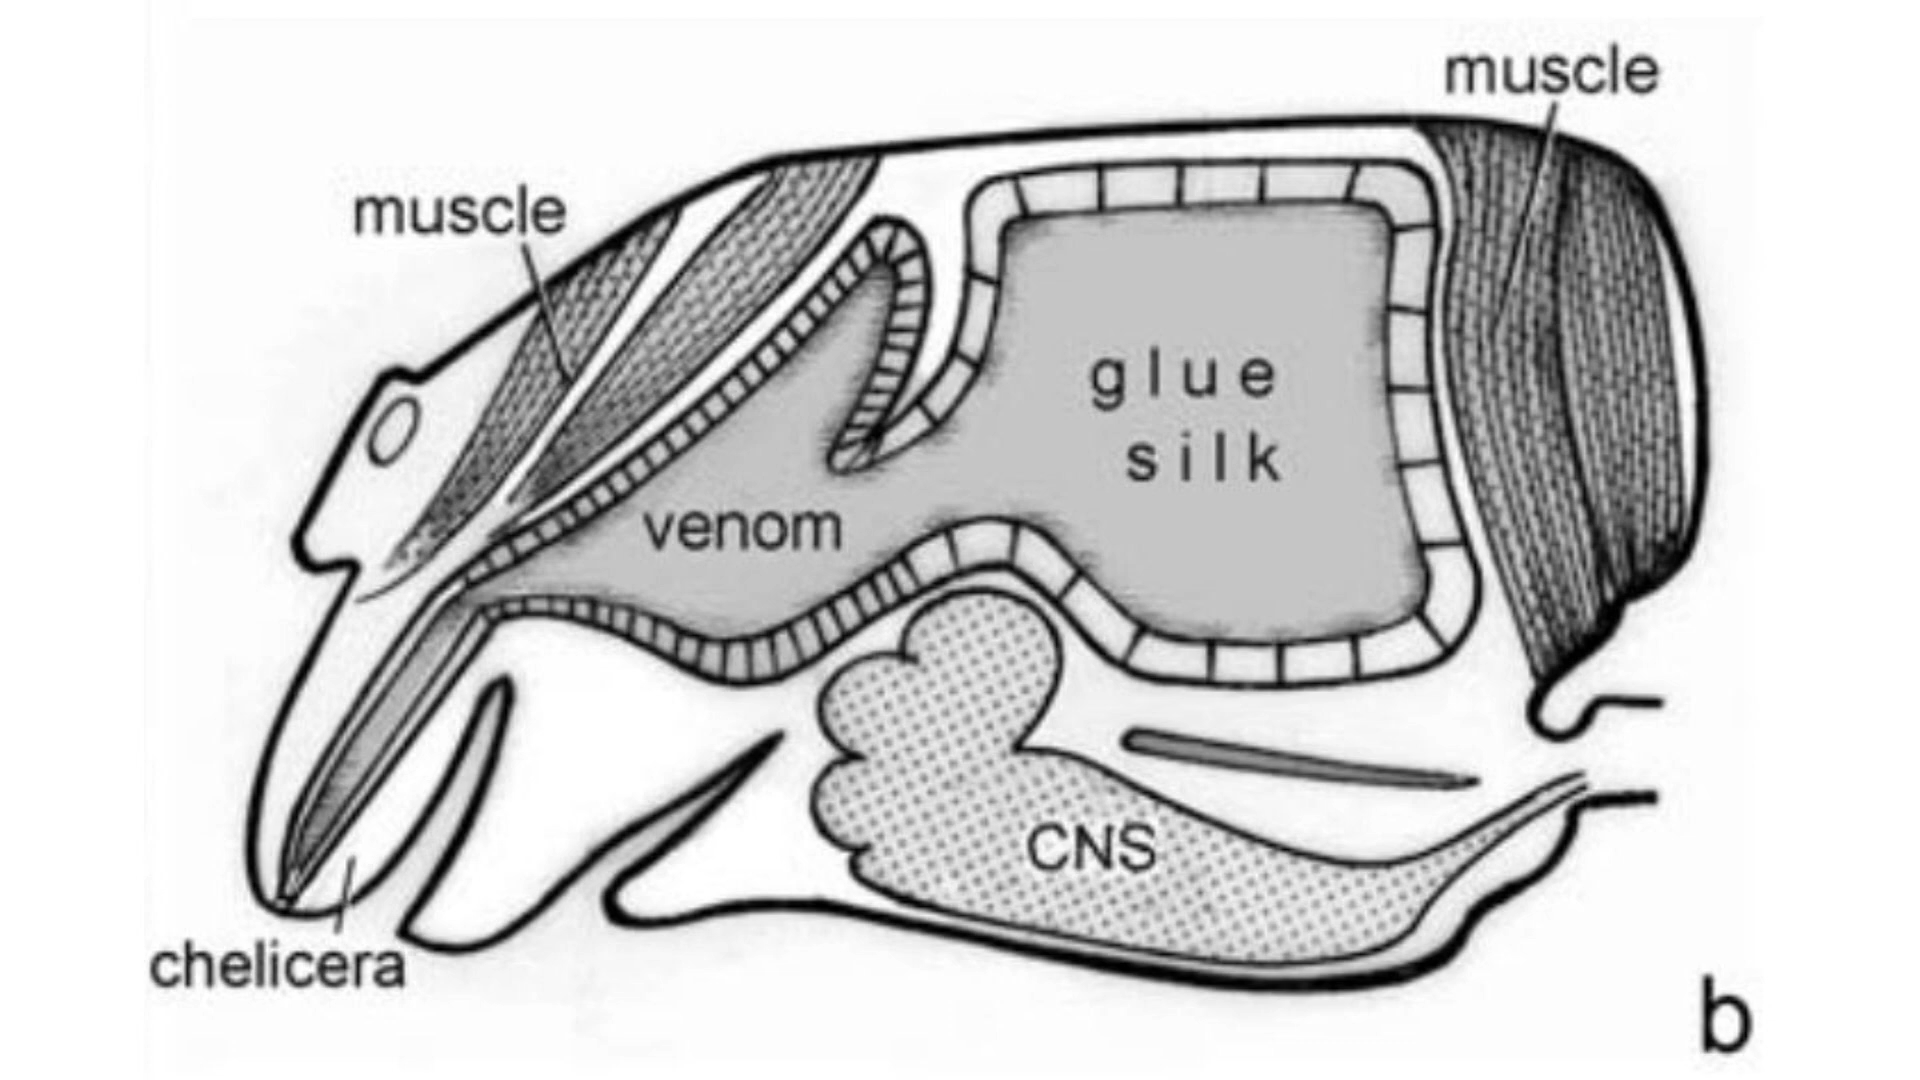 muscle
muscle
glue
silk
venom
CNS
chelicera
b